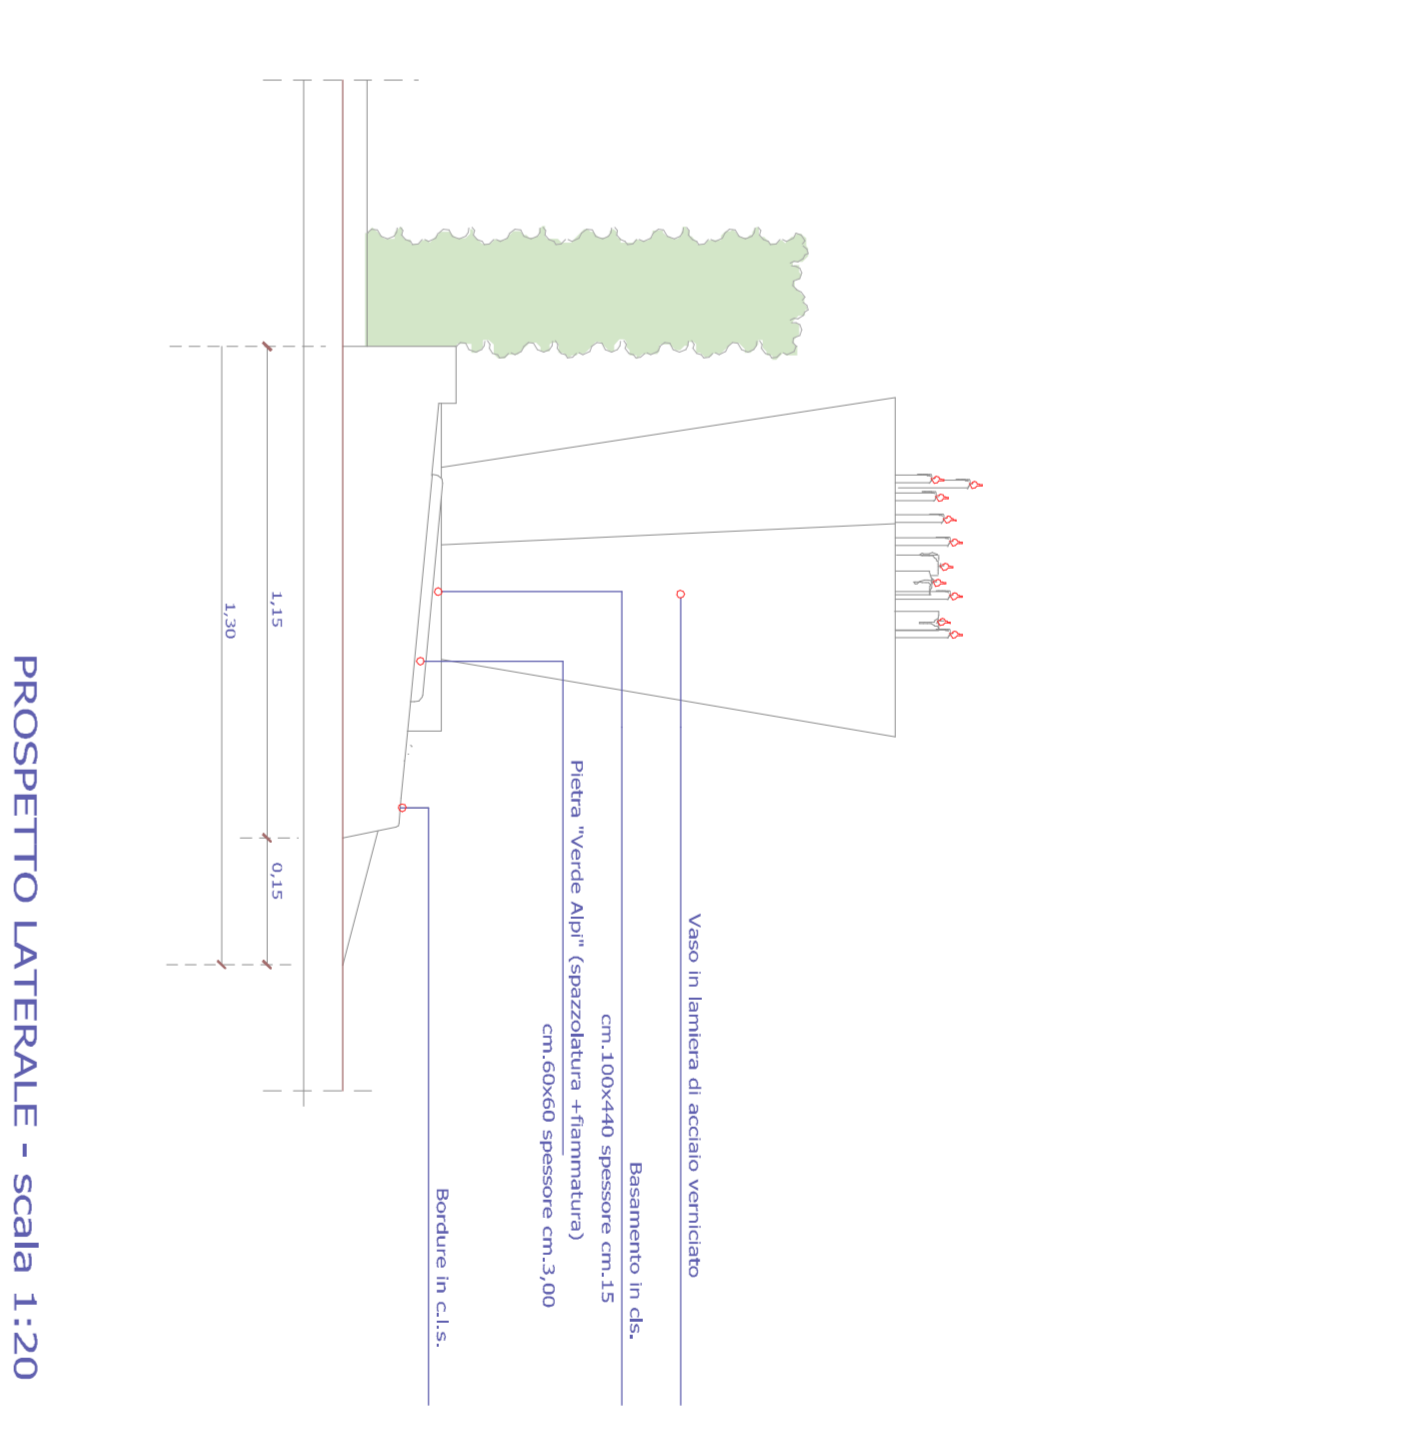 Vaso in lamiera di acciaio verniciato
Basamento in cls.
cm.100x440 spessore cm.15
Pietra "Verde Alpi" (spazzolatura +fiammatura)
cm.60x60 spessore cm.3,00
Bordure in c.l.s.
1,15
0,15
1,30
PROSPETTO LATERALE - scala 1:20